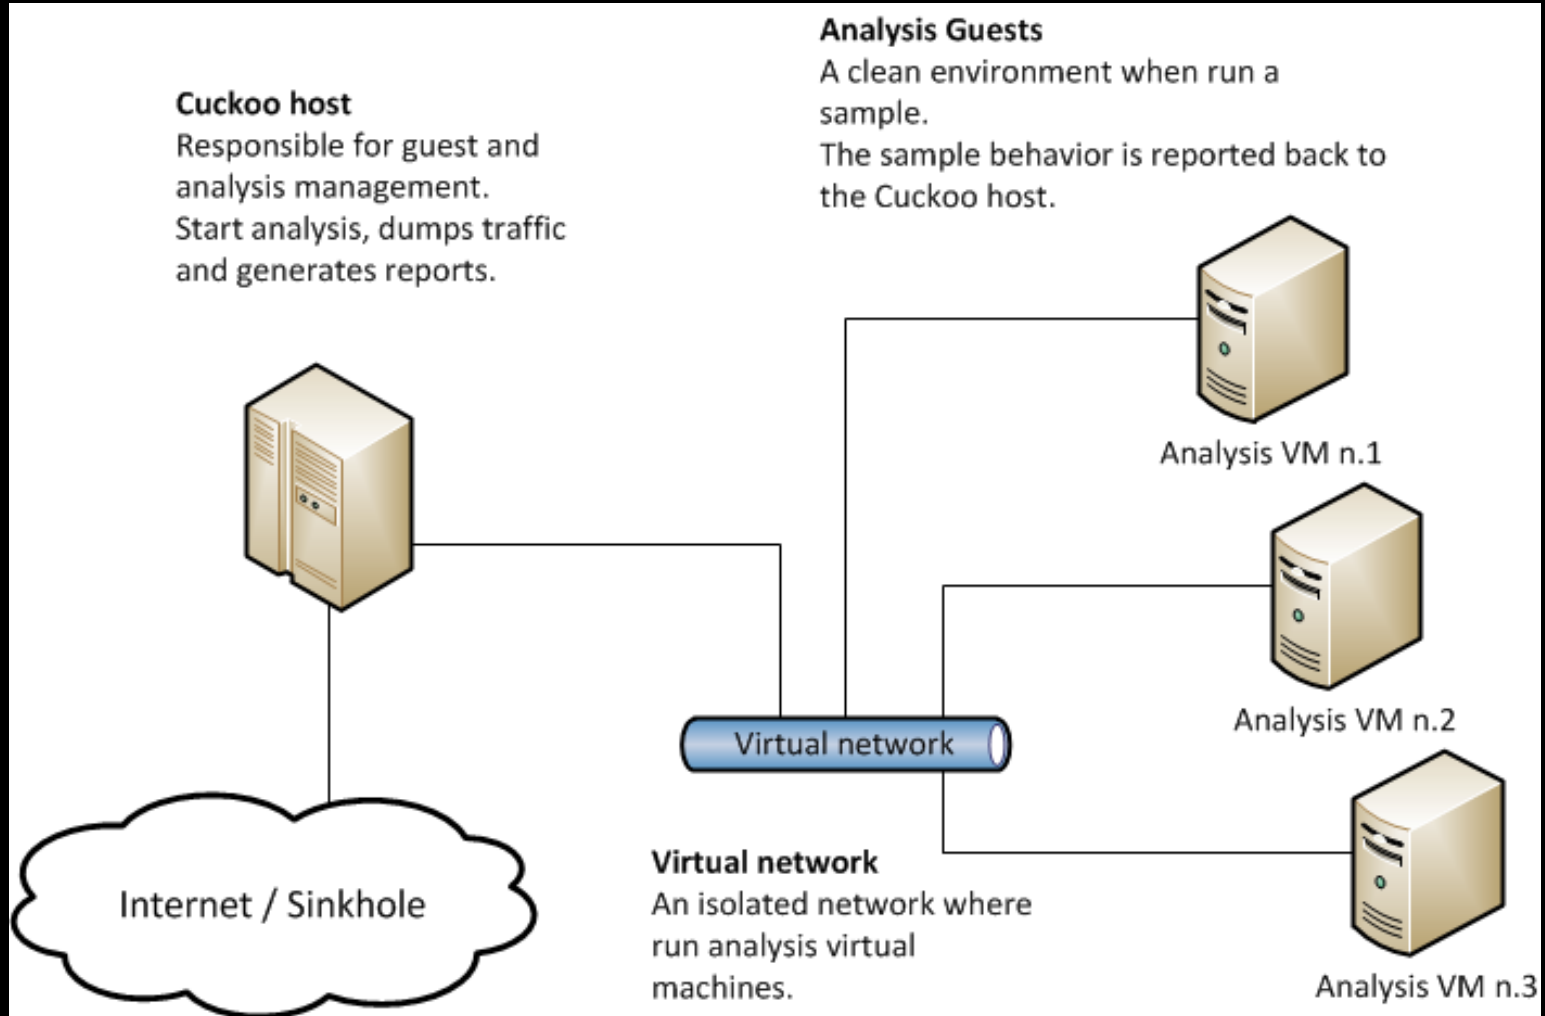 Cuckoo host
Responsible for guest and
analysis management.
Start analysis, dumps traffic
and generates reports.
Analysis Guests
A clean environment when run a
sample.
The sample behavior is reported back to
the Cuckoo host.
Analysis VM n.1
Analysis VM n.2
Virtual network
Internet / Sinkhole
Virtual network
An isolated network where
run analysis virtual
machines.
Analysis VM n.3